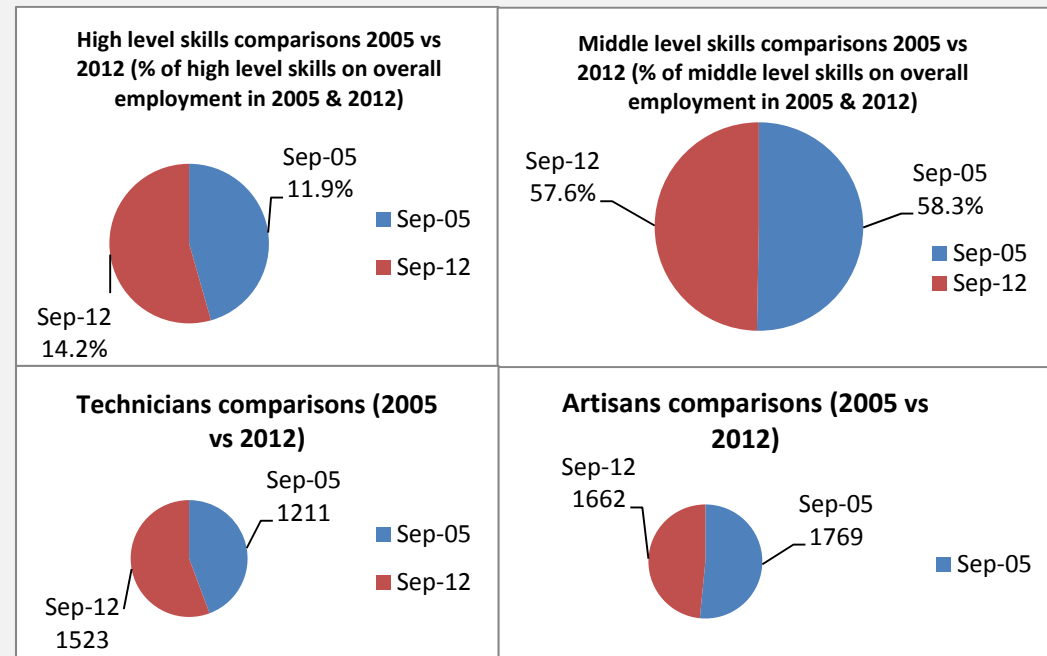 High level skills comparisons 2005 vs
2012 (% of high level skills on overall
employment in 2005 & 2012)
Sep-05
11.9%
Sep-12
14.2%
Sep-05
Sep-12
Middle level skills comparisons 2005 vs
2012 (% of middle level skills on overall
employment in 2005 & 2012)
Sep-12
57.6%
Sep-05
58.3%
Sep-05
Sep-12
Technicians comparisons (2005
vs 2012)
Sep-05
1211
Sep-12
1523
Sep-05
Sep-12
Artisans comparisons (2005 vs
2012)
Sep-12
1662
Sep-05
1769
Sep-05